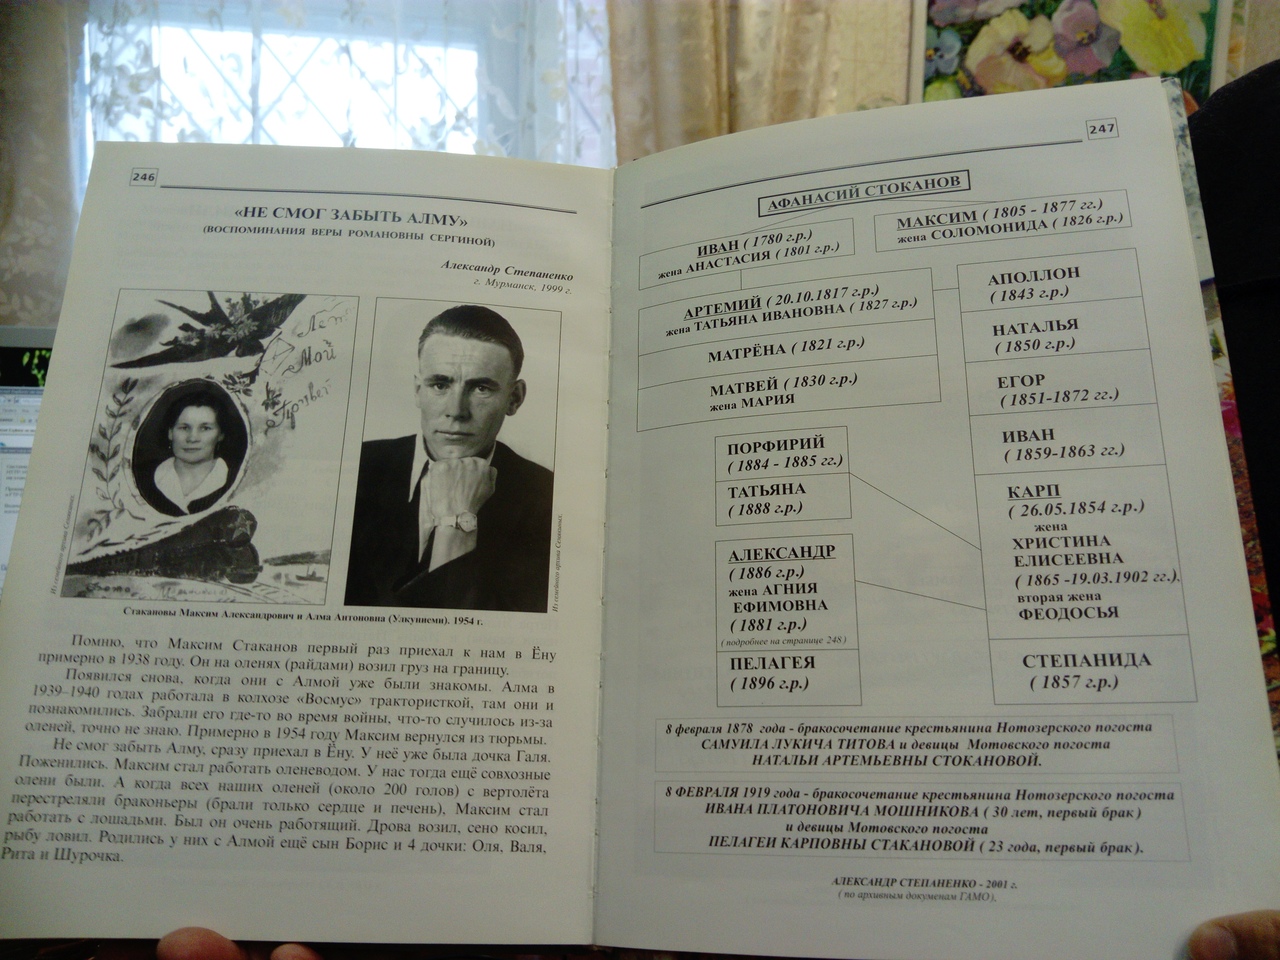 246
«НЕ СМОГ ЗАБЫТЬ АЛМУ»
(ВОСПОМИНАНИЯ ВЕРЫ РОМАНОВНЫ СЕРГИНОЙ)
Александр Степаненко
г. Мурманск, 1999 г.
Мой
Привет
Из семейного архива Стакановых.
Стакановы Максим Александрович и Алма Антоновна (Улкуниеми). 1954 г.
Помню, что Максим Стаканов первый раз приехал к нам в Ёну
примерно в 1938 году. Он на оленях (райдами) возил груз на границу.
Появился снова, когда они с Алмой уже были знакомы. Алма в
1939–1940 годах работала в колхозе «Восмус» трактористкой, там они и
познакомились. Забрали его где-то во время войны, что-то случилось из-за
оленей, точно не знаю. Примерно в 1954 году Максим вернулся из тюрьмы.
Не смог забыть Алму, сразу приехал в Ёну. У неё уже была дочка Галя.
Поженились. Максим стал работать оленеводом. У нас тогда ещё совхозные
олени были. А когда всех наших оленей (около 200 голов) с вертолёта
перестреляли браконьеры (брали только сердце и печень), Максим стал
работать с лошадьми. Был он очень работящий. Дрова возил, сено косил,
рыбу ловил. Родились у них с Алмой ещё сын Борис и 4 дочки: Оля, Валя,
Рита и Шурочка.
247
АФАНАСИЙ СТОКАНОВ
ИВАН (1780 г.р.)
жена АНАСТАСИЯ (1801 г.р.)
МАКСИМ (1805 - 1877 гг.)
жена СОЛОМОНИДА (1826 г.р.)
АРТЕМИЙ (20.10.1817 г.р.)
жена ТАТЬЯНА ИВАНОВНА (1827 г.р.)
МАТРЁНА (1821 г.р.)
МАТВЕЙ (1830 г.р.)
жена МАРИЯ
АПОЛЛОН
(1843 г.р.)
НАТАЛЬЯ
(1850 г.р.)
ЕГОР
(1851-1872 гг.)
ИВАН
(1859-1863 гг.)
КАРП
(26.05.1854 г.р.)
жена
ХРИСТИНА
ЕЛИСЕЕВНА
(1865 -19.03.1902 гг.).
вторая жена
ФЕОДОСЬЯ
СТЕПАНИДА
(1857 г.р.)
ПОРФИРИЙ
(1884 - 1885 гг.)
ТАТЬЯНА
(1888 г.р.)
АЛЕКСАНДР
(1886 г.р.)
жена АГНИЯ
ЕФИМОВНА
(1881 г.р.)
(подробнее на странице 248)
ПЕЛАГЕЯ
(1896 г.р.)
8 февраля 1878 года - бракосочетание крестьянина Нотозерского погоста
САМУИЛА ЛУКИЧА ТИТОВА и девицы Мотовского погоста
НАТАЛЬИ АРТЕМЬЕВНЫ СТОКАНОВОЙ.
8 ФЕВРАЛЯ 1919 года - бракосочетание крестьянина Нотозерского погоста
ИВАНА ПЛАТОНОВИЧА МОШНИКОВА (30 лет, первый брак)
и девицы Мотовского погоста
ПЕЛАГЕИ КАРПОВНЫ СТАКАНОВОЙ (23 года, первый брак).
АЛЕКСАНДР СТЕПАНЕНКО - 2001 г.
(по архивным документам ГАМО).